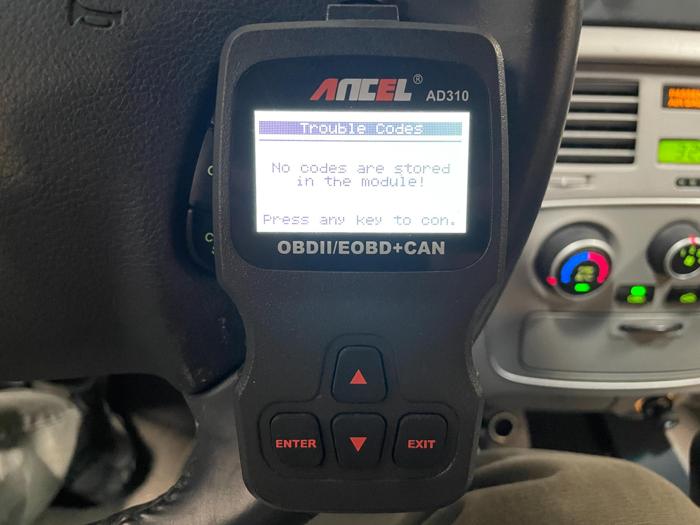 ANCEL®
AD310
Trouble Codes
No codes are stored
in the module!
Press any key to con.
OBDII/EOBD+CAN
ENTER
EXIT